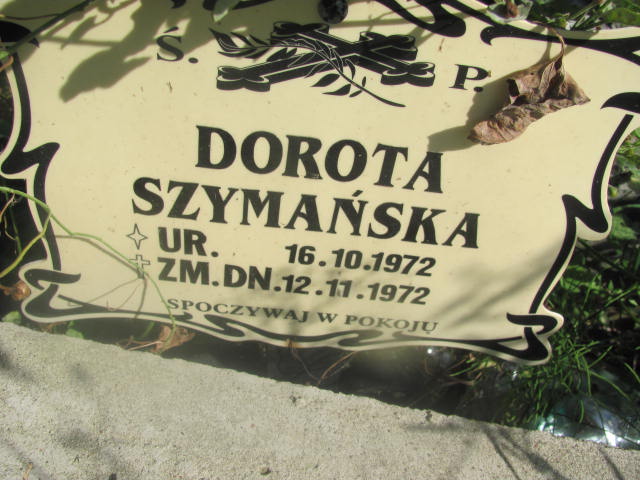 Ś. P.
DOROTA
SZYMAŃSKA
UR. 16.10.1972
ZM.DN.12.11.1972
SPOCZYWAJ W POKOJU